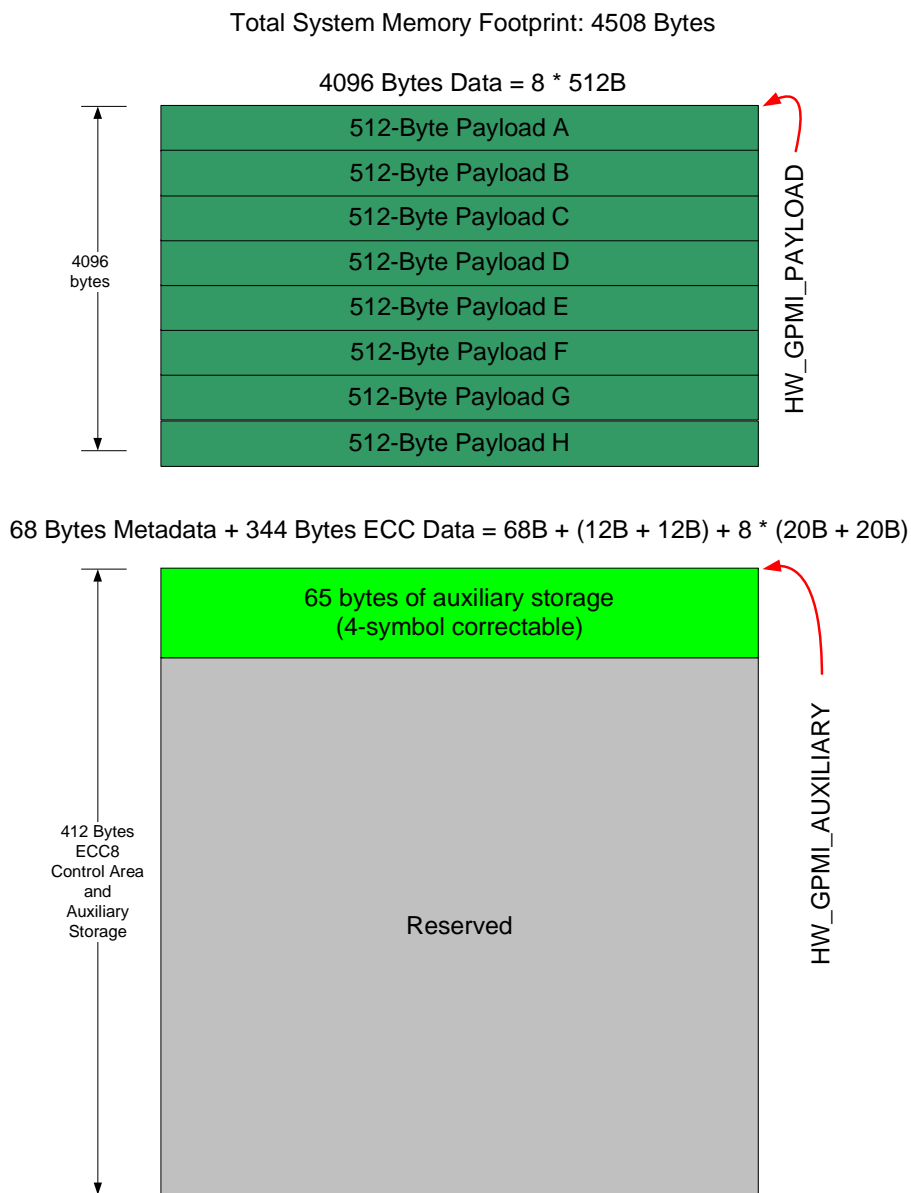 Total System Memory Footprint: 4508 Bytes
4096 Bytes Data = 8 * 512B
512-Byte Payload A
512-Byte Payload B
512-Byte Payload C
512-Byte Payload D
512-Byte Payload E
512-Byte Payload F
512-Byte Payload G
512-Byte Payload H
4096
bytes
HW_GPMI_PAYLOAD
68 Bytes Metadata + 344 Bytes ECC Data = 68B + (12B + 12B) + 8 * (20B + 20B)
65 bytes of auxiliary storage
(4-symbol correctable)
412 Bytes
ECC8
Control Area
and
Auxiliary
Storage
Reserved
HW_GPMI_AUXILIARY